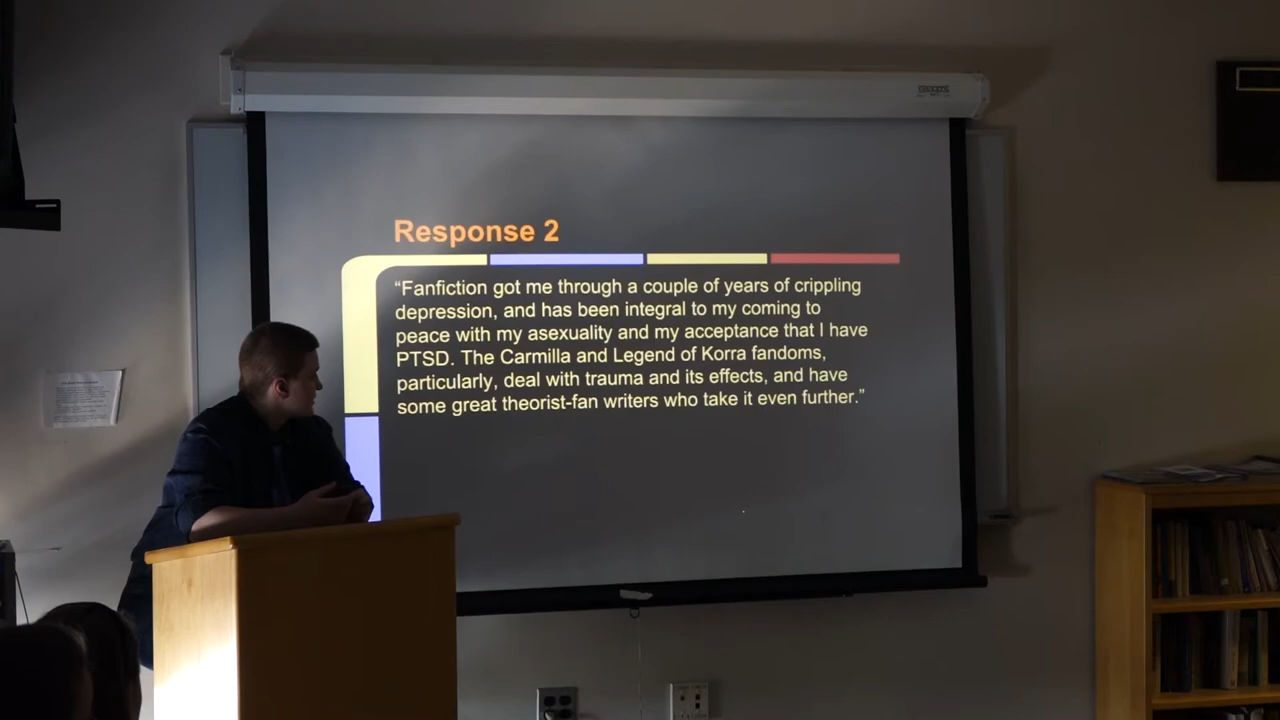 Response 2
“Fanfiction got me through a couple of years of crippling
depression, and has been integral to my coming to
peace with my asexuality and my acceptance that I have
PTSD. The Carmilla and Legend of Korra fandoms,
particularly, deal with trauma and its effects, and have
some great theorist-fan writers who take it even further.”